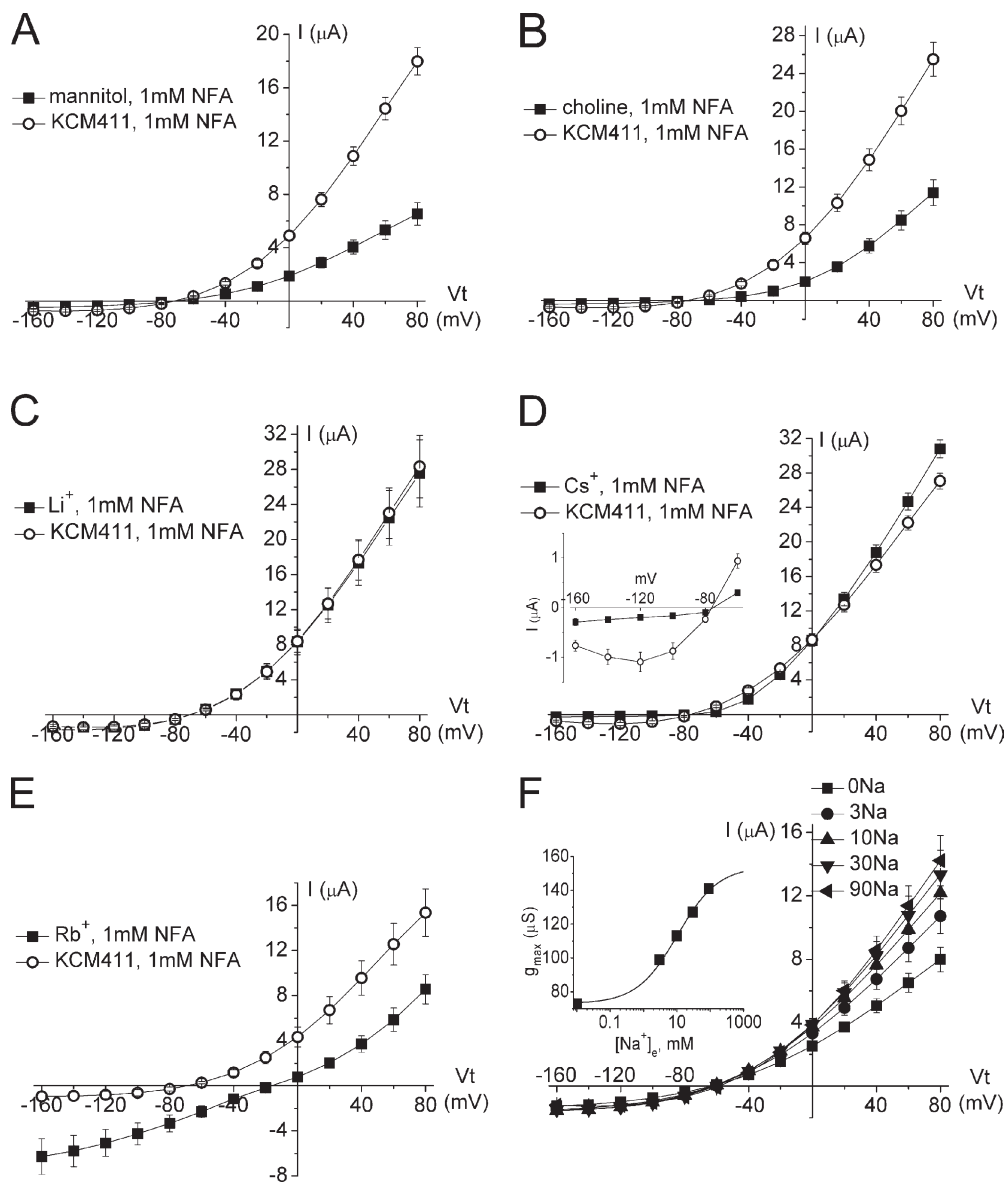 A
I (µA)
20
16
12
8
4
mannitol, 1mM NFA
KCM411, 1mM NFA
-160 -120 -80 -40 40 80
Vt
(mV)
B
I (µA)
28
24
20
16
12
8
4
choline, 1mM NFA
KCM411, 1mM NFA
-160 -120 -80 -40 40 80
Vt
(mV)
C
I (µA)
32
28
24
20
16
12
8
4
Li⁺, 1mM NFA
KCM411, 1mM NFA
-160 -120 -80 -40 40 80
Vt
(mV)
D
I (µA)
32
28
24
20
16
12
8
4
Cs⁺, 1mM NFA
KCM411, 1mM NFA
mV
-160 -120 -80
1
0
-1
I (µA)
-160 -120 -80 -40 40 80
Vt
(mV)
E
I (µA)
16
12
8
4
-4
-8
Rb⁺, 1mM NFA
KCM411, 1mM NFA
-160 -120 -80 -40 40 80
Vt
(mV)
F
I (µA)
16
12
8
4
-4
0Na
3Na
10Na
30Na
90Na
160
140
120
100
80
gmax (µS)
0.1 10 1000
[Na⁺]e, mM
-160 -120 -80 -40 40 80
Vt
(mV)